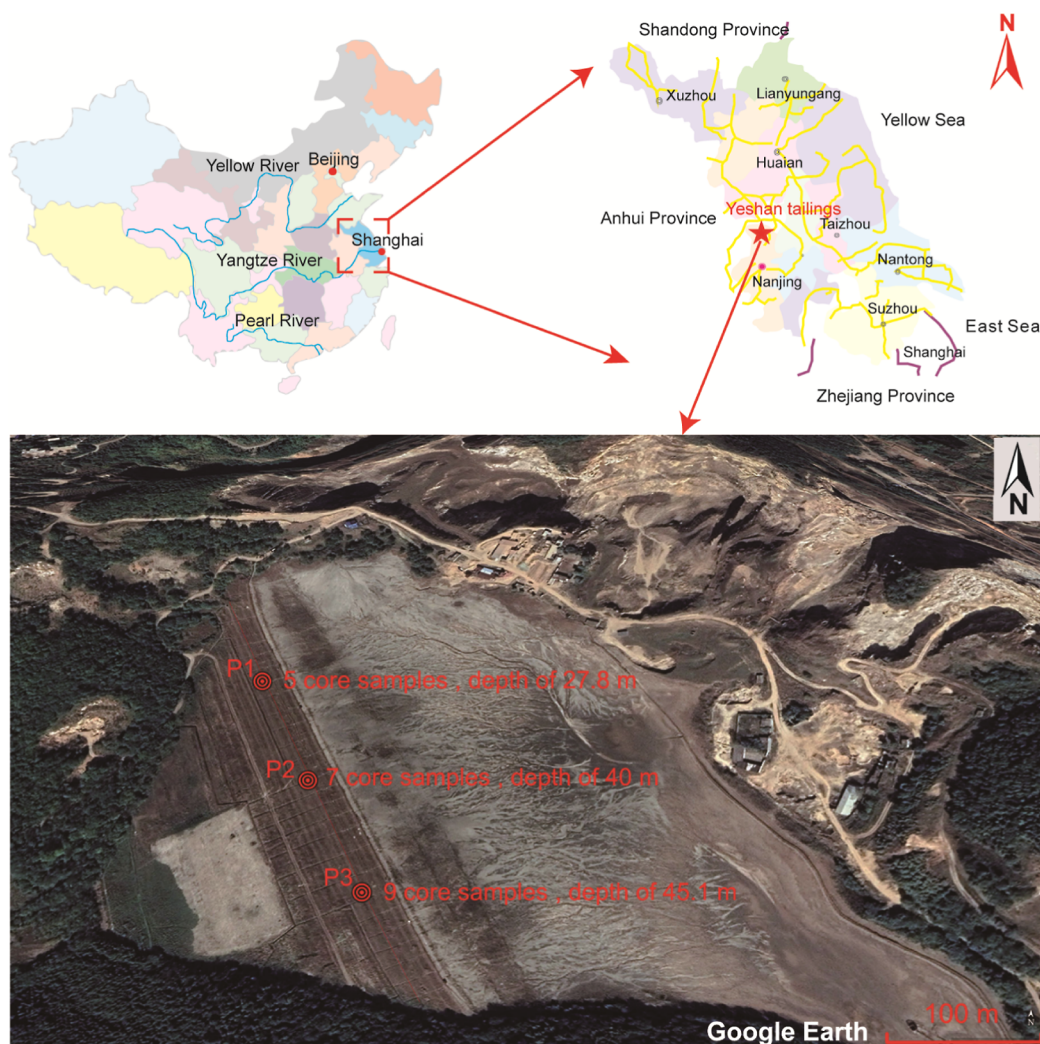 Shandong Province
N
Xuzhou
Lianyungang
Yellow Sea
Yellow River
Beijing
Huaian
Anhui Province
Yeshan tailings
Taizhou
Shanghai
Yangtze River
Nantong
Nanjing
Pearl River
Suzhou
East Sea
Shanghai
Zhejiang Province
N
P1
5 core samples , depth of 27.8 m
P2
7 core samples , depth of 40 m
P3
9 core samples , depth of 45.1 m
100 m
Google Earth
N